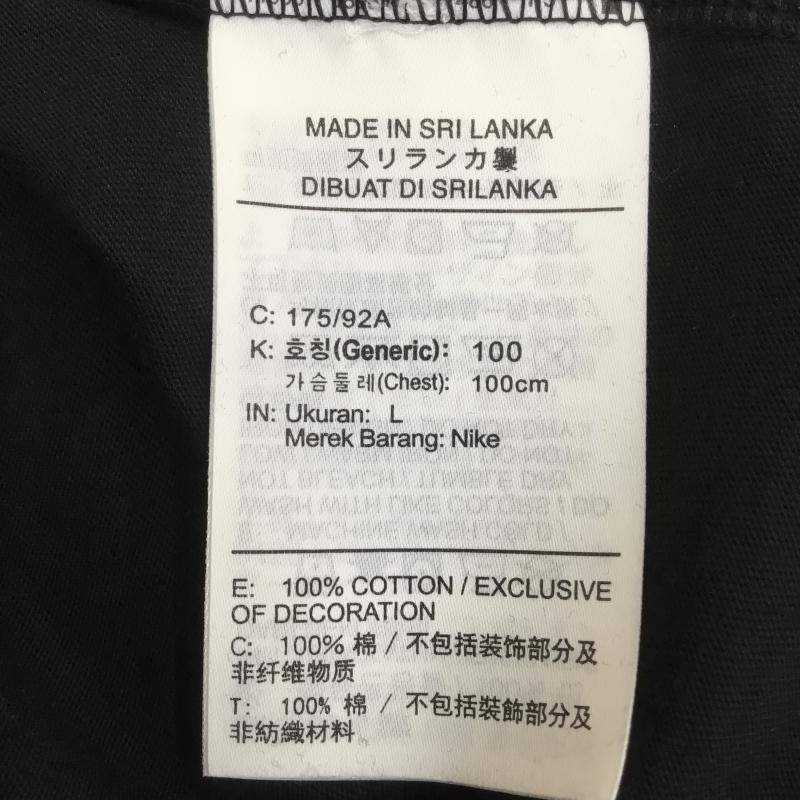 MADE IN SRI LANKA
スリランカ製
DIBUAT DI SRILANKA
C: 175/92A
K: 호칭(Generic): 100
가슴둘레(Chest): 100cm
IN: Ukuran: L
Merek Barang: Nike
E: 100% COTTON / EXCLUSIVE
OF DECORATION
C: 100% 棉 / 不包括装饰部分及
非纤维物质
T: 100% 棉 / 不包括裝飾部分及
非紡織材料